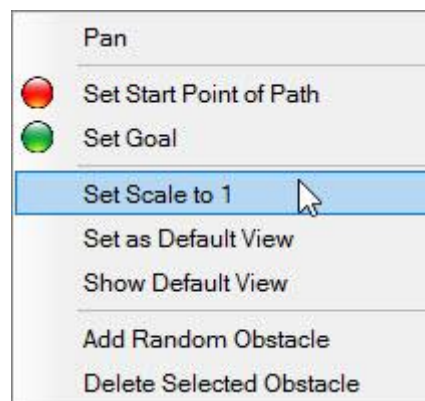 Pan
Set Start Point of Path
Set Goal
Set Scale to 1
Set as Default View
Show Default View
Add Random Obstacle
Delete Selected Obstacle